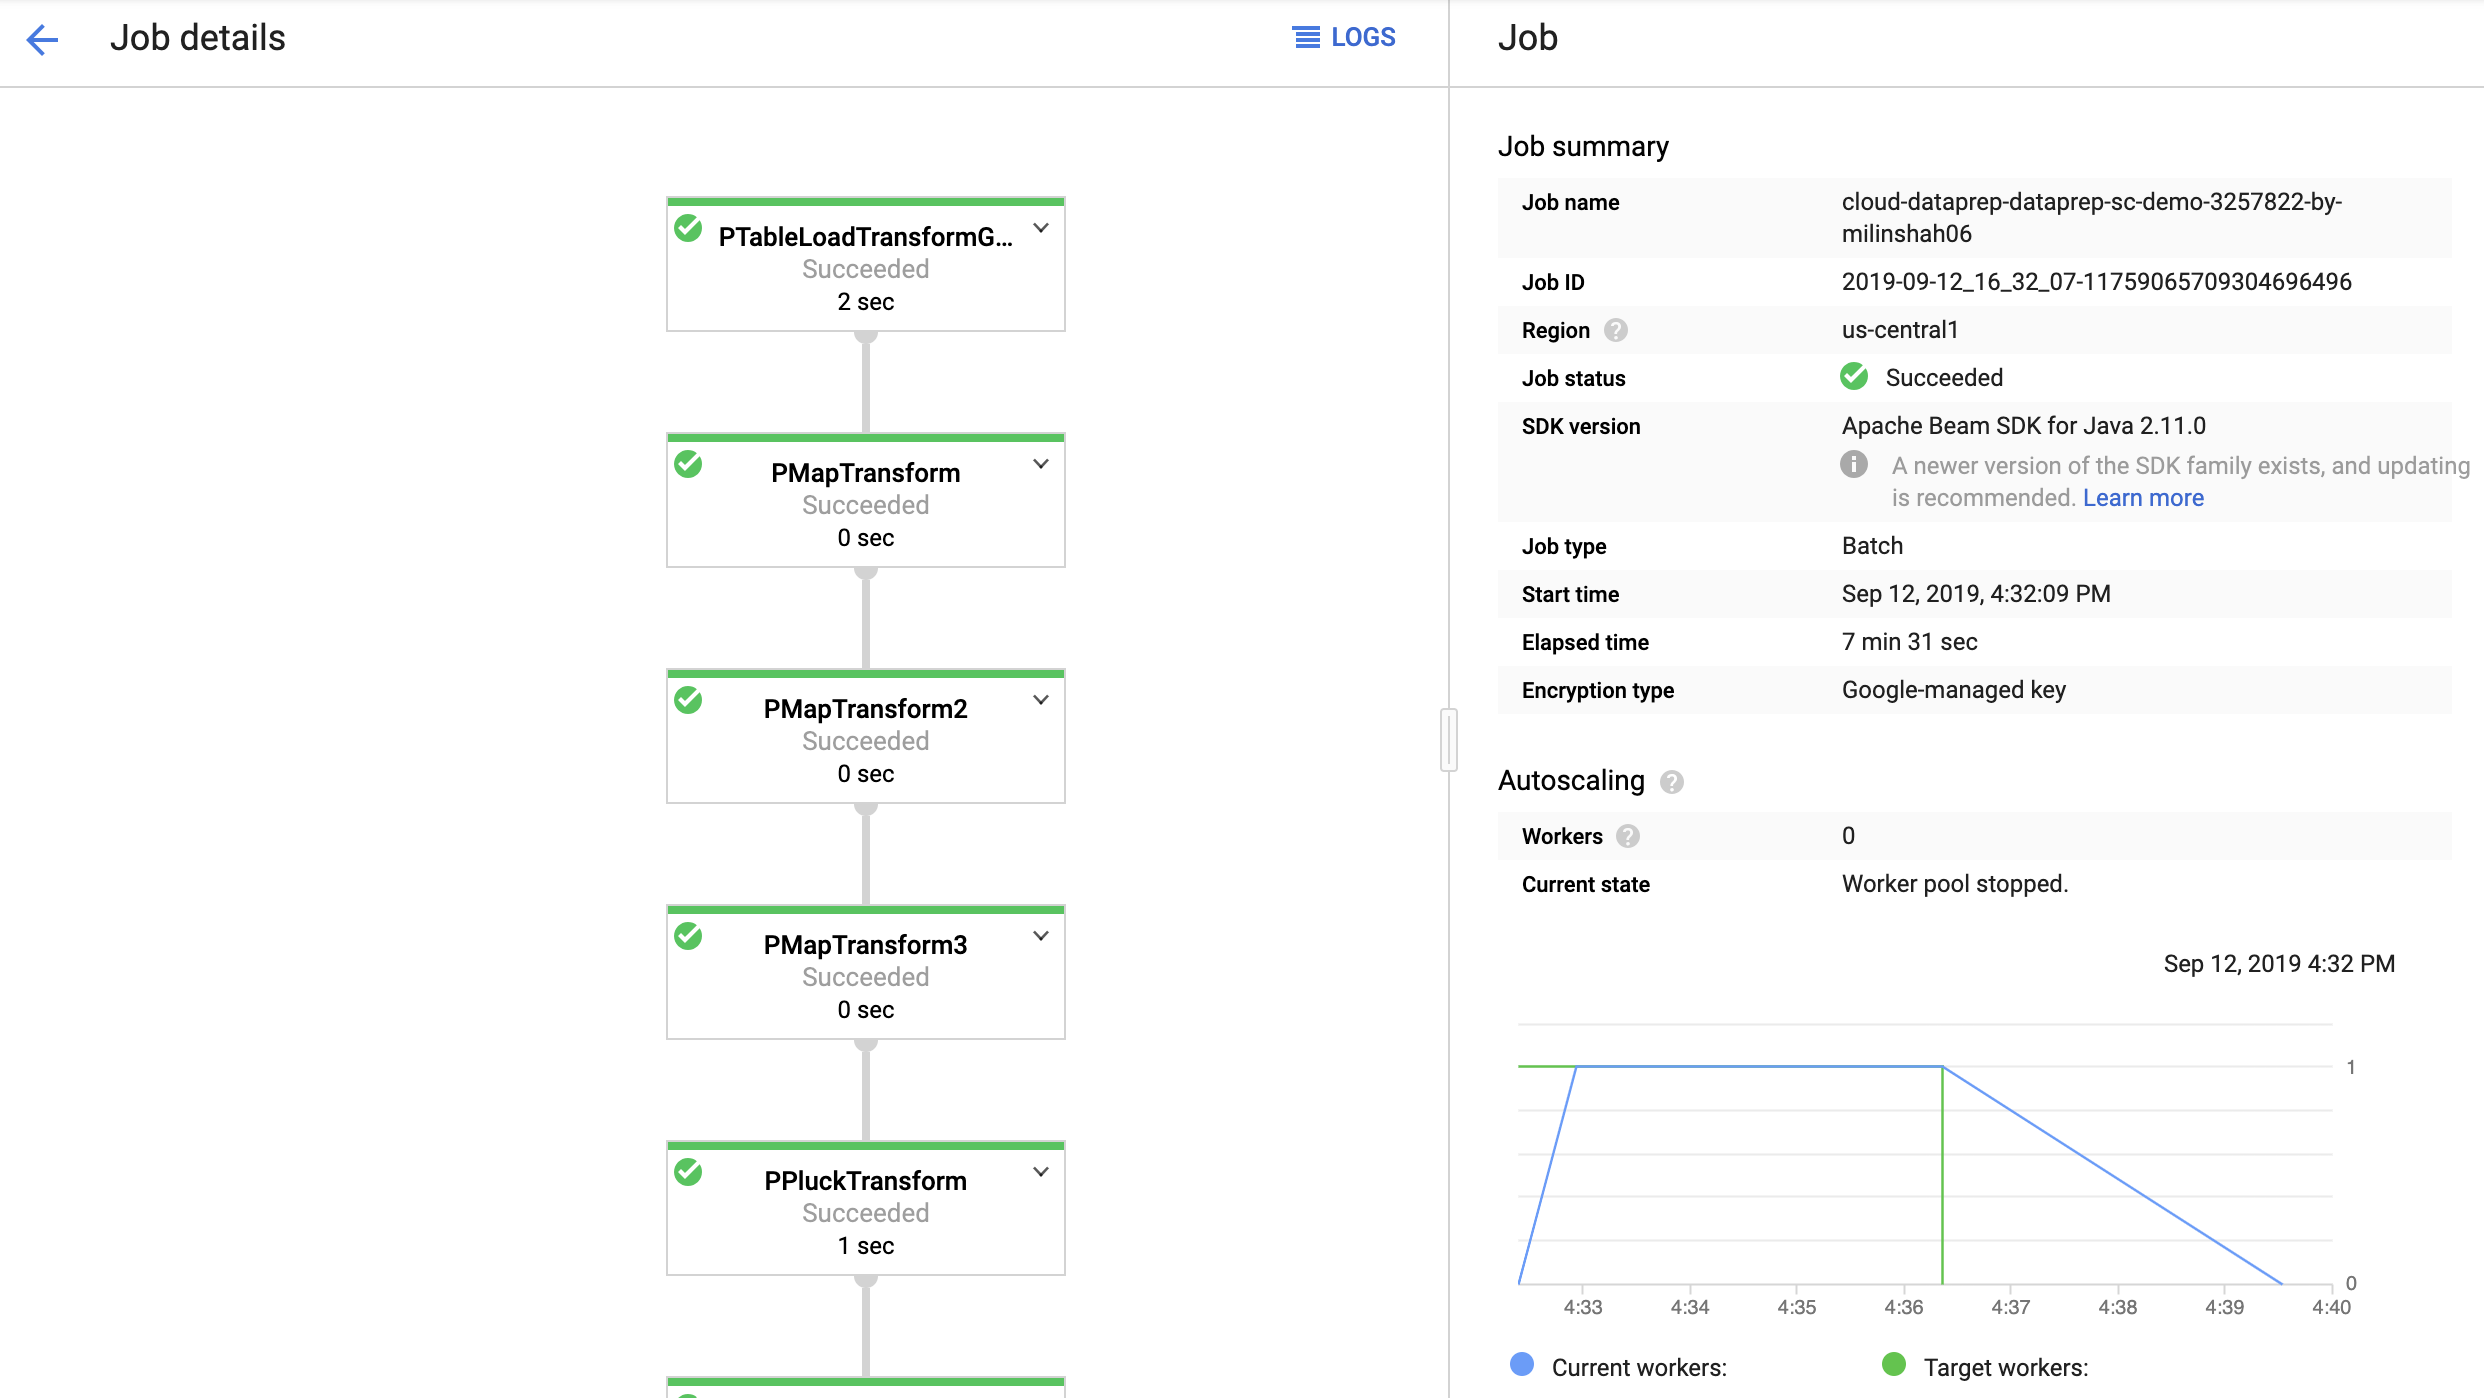 Job details
LOGS
PTableLoadTransformG...
Succeeded
2 sec
PMapTransform
Succeeded
0 sec
PMapTransform2
Succeeded
0 sec
PMapTransform3
Succeeded
0 sec
PPluckTransform
Succeeded
1 sec
Job
Job summary
Job name
cloud-dataprep-dataprep-sc-demo-3257822-by-
milinshah06
Job ID
2019-09-12_16_32_07-11759065709304696496
Region
us-central1
Job status
Succeeded
SDK version
Apache Beam SDK for Java 2.11.0
A newer version of the SDK family exists, and updating
is recommended. Learn more
Job type
Batch
Start time
Sep 12, 2019, 4:32:09 PM
Elapsed time
7 min 31 sec
Encryption type
Google-managed key
Autoscaling
Workers
0
Current state
Worker pool stopped.
Sep 12, 2019 4:32 PM
1
0
4:33 4:34 4:35 4:36 4:37 4:38 4:39 4:40
Current workers:
Target workers: